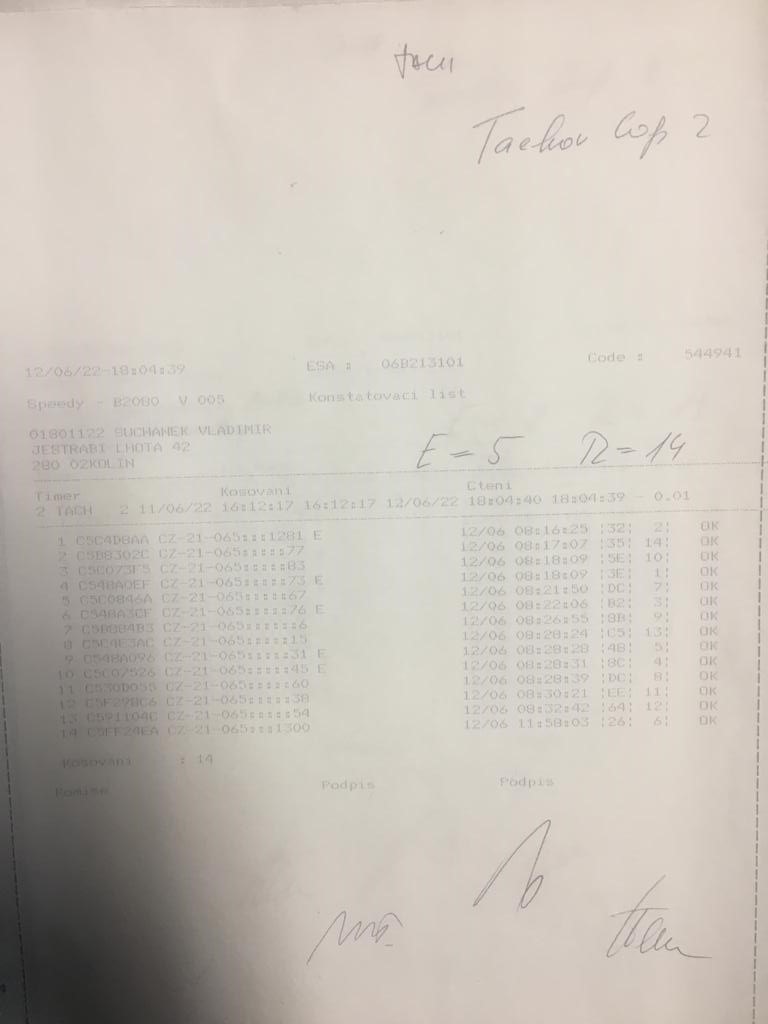 Tach
Tachov Cop 2
12/06/22-18:04:39 ESA : 06B213101 Code : 544941
Speedy - B2080 V 005 Konstatovaci list
01801122 SUCHANEK VLADIMIR
JESTRABI LHOTA 42
280 02KOLIN
E = 5 R = 14
Timer Kosovani Cteni
2 TACH 2 11/06/22 16:12:17 16:12:17 12/06/22 18:04:40 18:04:39 - 0.01
1 C5C4D8AA CZ-21-065:::1281 E 12/06 08:16:25 ¦32¦ 2¦ OK
2 C5B8302C CZ-21-065:::::77 12/06 08:17:07 ¦35¦ 14¦ OK
3 C5C073F5 CZ-21-065:::::83 12/06 08:18:09 ¦5E¦ 10¦ OK
4 C548A0EF CZ-21-065:::::73 E 12/06 08:18:09 ¦3E¦ 1¦ OK
5 C5C0846A CZ-21-065:::::67 12/06 08:21:50 ¦DC¦ 7¦ OK
6 C548A3CF CZ-21-065:::::76 E 12/06 08:22:06 ¦B2¦ 3¦ OK
7 C5B884B3 CZ-21-065::::::6 12/06 08:26:55 ¦8B¦ 9¦ OK
8 C5C4E3AC CZ-21-065:::::15 12/06 08:28:24 ¦C5¦ 13¦ OK
9 C548A096 CZ-21-065:::::31 E 12/06 08:28:28 ¦48¦ 5¦ OK
10 C5C07526 CZ-21-065:::::45 E 12/06 08:28:31 ¦8C¦ 4¦ OK
11 C530D055 CZ-21-065:::::60 12/06 08:28:39 ¦DC¦ 8¦ OK
12 C5F298C6 CZ-21-065:::::38 12/06 08:30:21 ¦EE¦ 11¦ OK
13 C591104C CZ-21-065:::::54 12/06 08:32:42 ¦64¦ 12¦ OK
14 C5FF24EA CZ-21-065:::1300 12/06 11:58:03 ¦26¦ 6¦ OK
Kosovani : 14
Komise Podpis Podpis